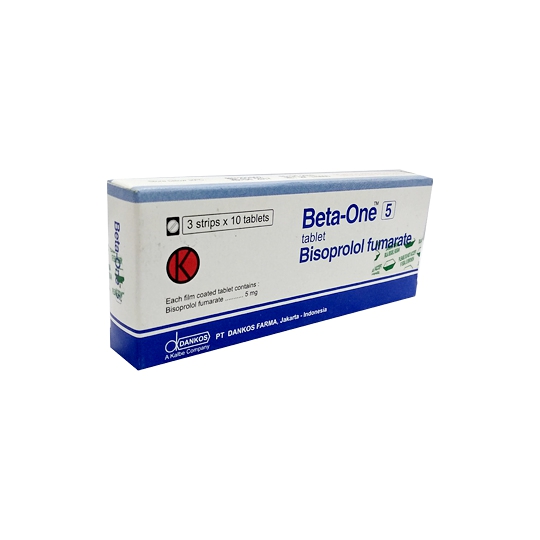 3 strips x 10 tablets
Beta-One™ 5
tablet
Bisoprolol fumarate
K
Each film coated tablet contains :
Bisoprolol fumarate .......... 5 mg
DANKOS
A Kalbe Company
PT DANKOS FARMA, Jakarta - Indonesia
Beta-One